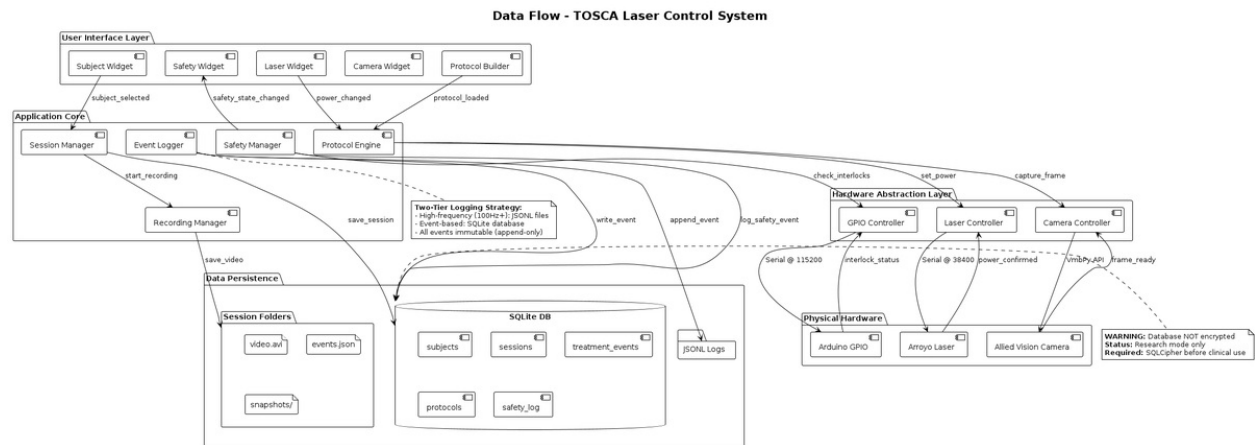 Data Flow - TOSCA Laser Control System
User Interface Layer
Subject Widget
Safety Widget
Laser Widget
Camera Widget
Protocol Builder
subject_selected
safety_state_changed
power_changed
protocol_loaded
Application Core
Session Manager
Event Logger
Safety Manager
Protocol Engine
start_recording
check_interlocks
set_power
capture_frame
Hardware Abstraction Layer
Recording Manager
save_session
Two-Tier Logging Strategy:
- High-frequency (100Hz+): JSONL files
- Event-based: SQLite database
- All events immutable (append-only)
write_event
append_event
log_safety_event
GPIO Controller
Laser Controller
Camera Controller
save_video
Serial @ 115200
interlock_status
Serial @ 38400
power_confirmed
VmbPy API
frame_ready
Data Persistence
Session Folders
video.avi
events.json
snapshots/
SQLite DB
subjects
sessions
treatment_events
protocols
safety_log
JSONL Logs
Physical Hardware
Arduino GPIO
Arroyo Laser
Allied Vision Camera
WARNING: Database NOT encrypted
Status: Research mode only
Required: SQLCipher before clinical use